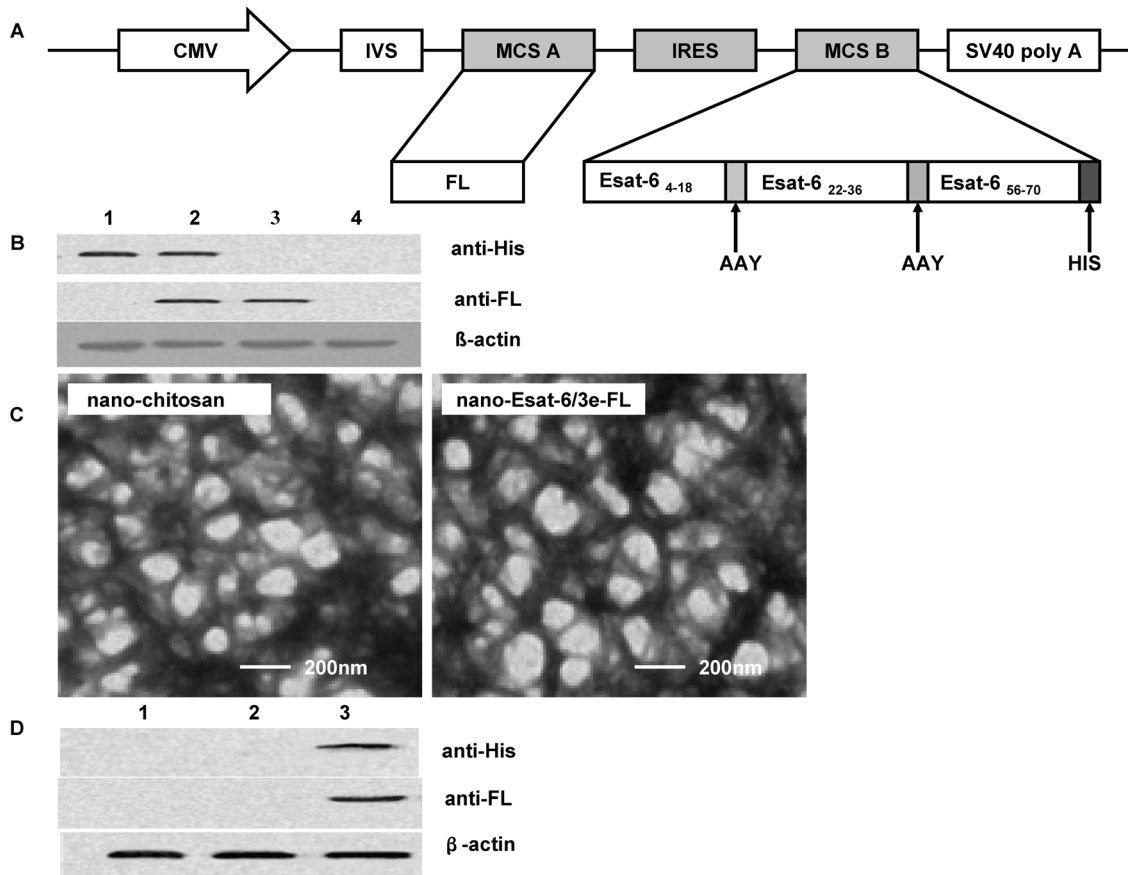 A
CMV
IVS
MCS A
IRES
MCS B
SV40 poly A
FL
Esat-6 4-18
Esat-6 22-36
Esat-6 56-70
AAY
AAY
HIS
B
1 2 3 4
anti-His
anti-FL
ß-actin
C
nano-chitosan
nano-Esat-6/3e-FL
200nm
200nm
D
1 2 3
anti-His
anti-FL
β-actin